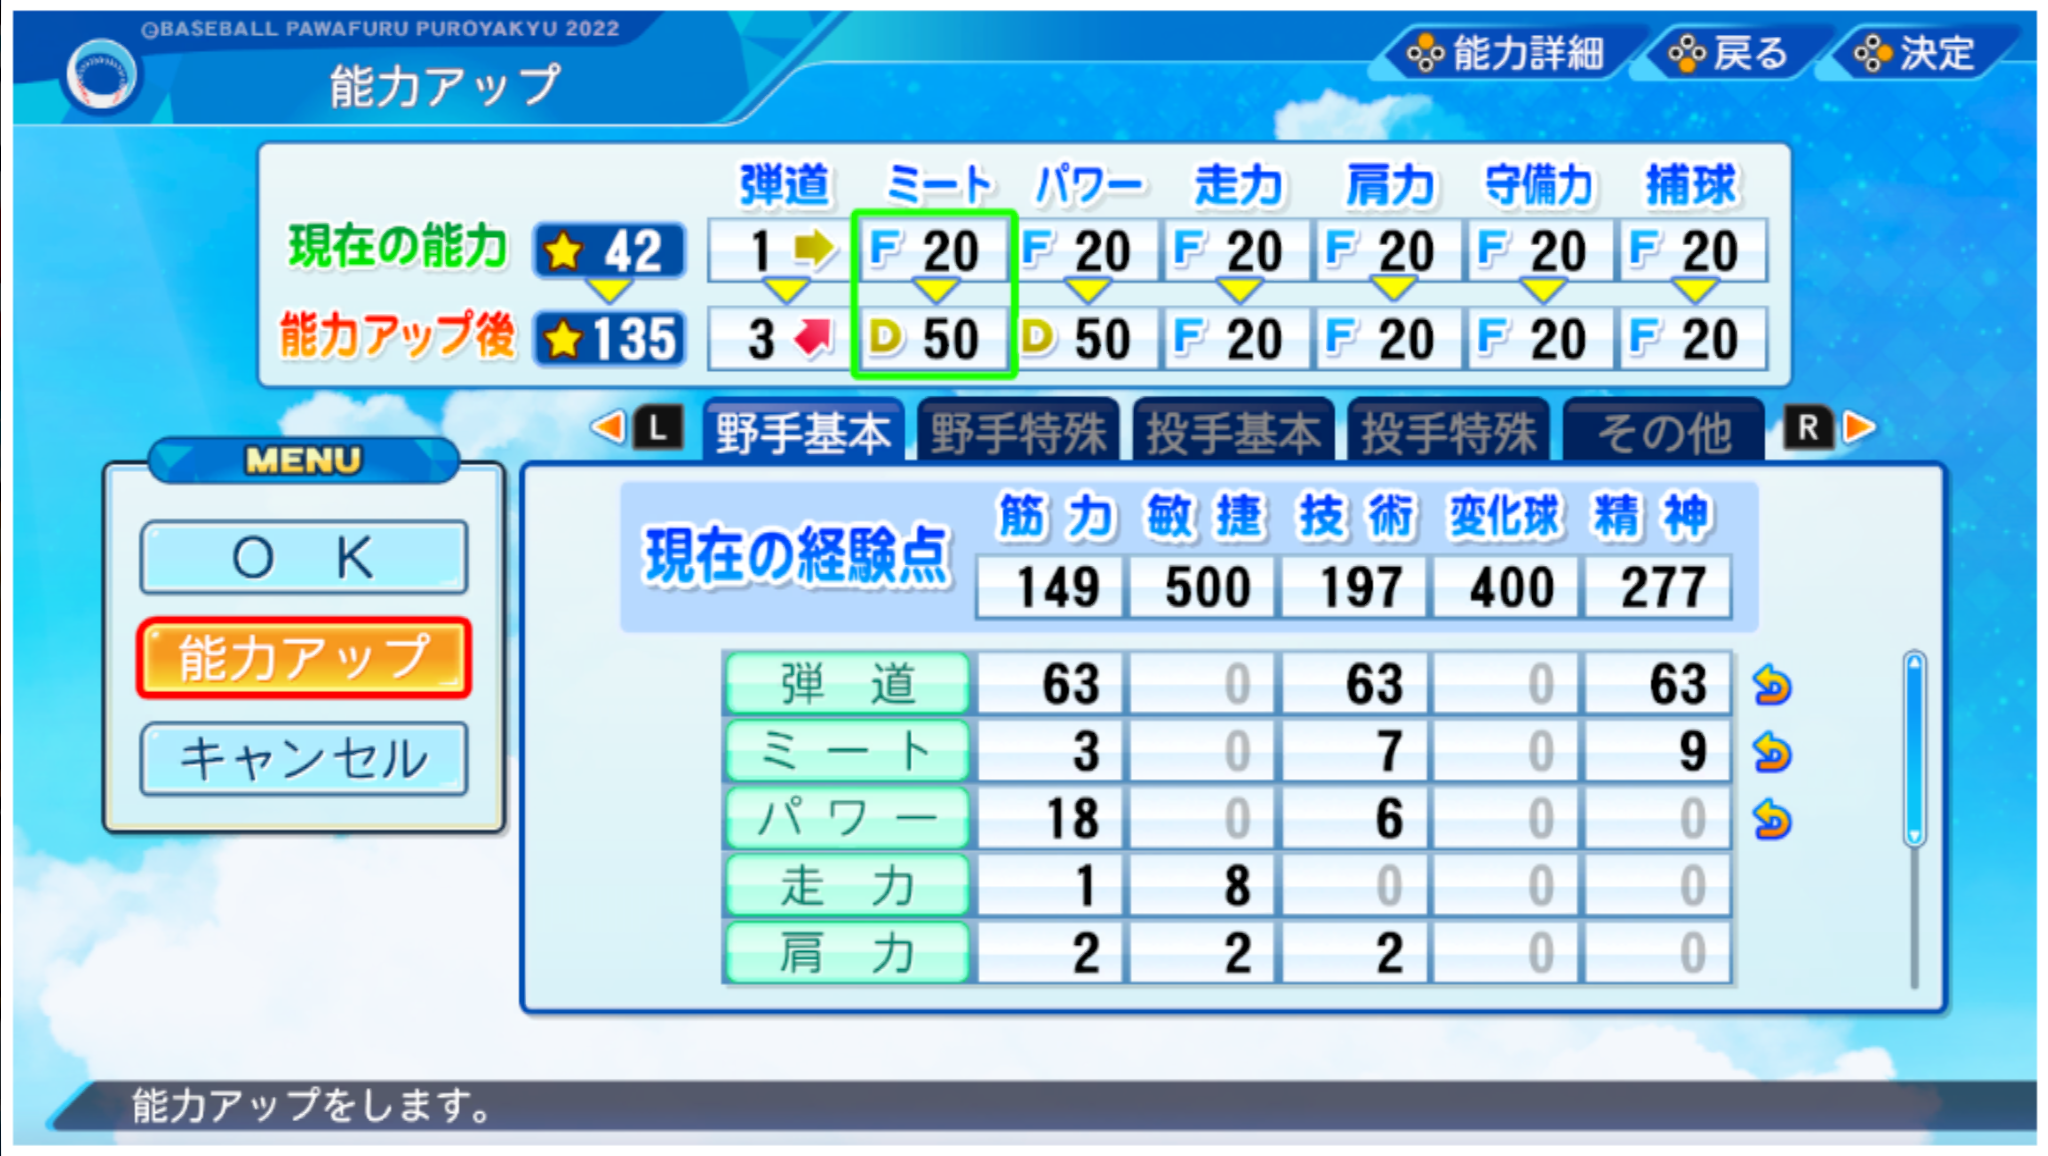 ©BASEBALL PAWAFURU PUROYAKYU 2022
能力アップ
能力詳細 戻る 決定
弾道 ミート パワー 走力 肩力 守備力 捕球
現在の能力 42 1 F 20 F 20 F 20 F 20 F 20 F 20
能力アップ後 135 3 D 50 D 50 F 20 F 20 F 20 F 20
L 野手基本 野手特殊 投手基本 投手特殊 その他 R
MENU
OK
能力アップ
キャンセル
筋力 敏捷 技術 変化球 精神
現在の経験点 149 500 197 400 277
弾道 63 0 63 0 63
ミート 3 0 7 0 9
パワー 18 0 6 0 0
走力 1 8 0 0 0
肩力 2 2 2 0 0
能力アップをします。